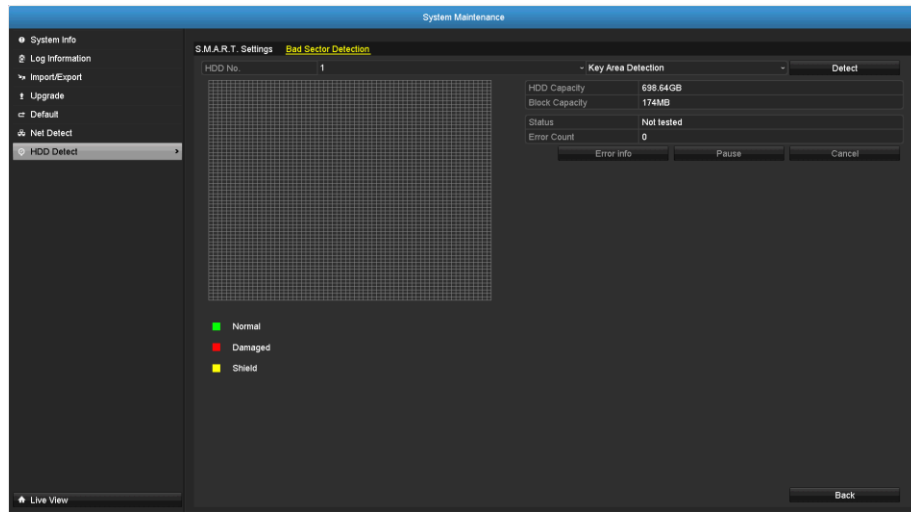 System Maintenance
System Info
Log Information
Import/Export
Upgrade
Default
Net Detect
HDD Detect
Live View
S.M.A.R.T. Settings Bad Sector Detection
HDD No. 1 Key Area Detection Detect
HDD Capacity 698.64GB
Block Capacity 174MB
Status Not tested
Error Count 0
Error info Pause Cancel
Normal
Damaged
Shield
Back